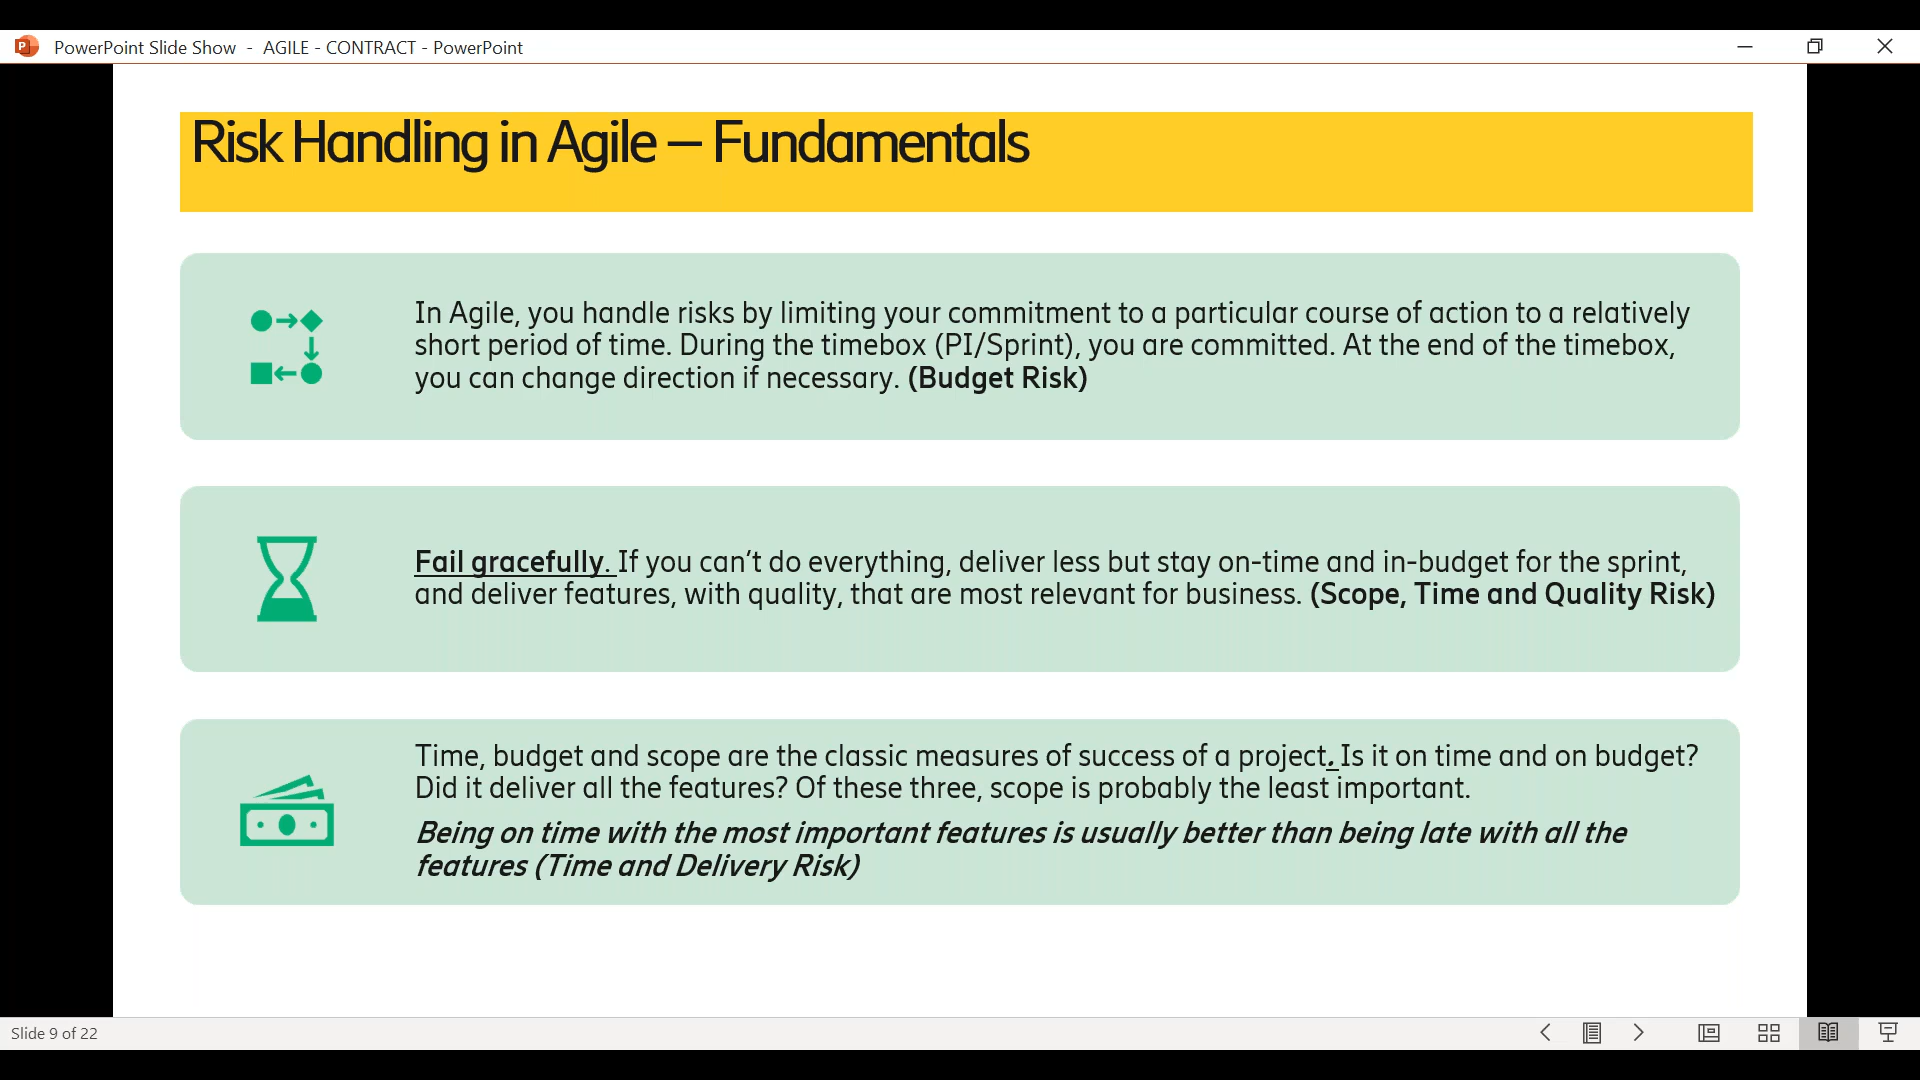 PowerPoint Slide Show - AGILE - CONTRACT - PowerPoint
Risk Handling in Agile – Fundamentals
In Agile, you handle risks by limiting your commitment to a particular course of action to a relatively
short period of time. During the timebox (PI/Sprint), you are committed. At the end of the timebox,
you can change direction if necessary. (Budget Risk)
Fail gracefully. If you can’t do everything, deliver less but stay on-time and in-budget for the sprint,
and deliver features, with quality, that are most relevant for business. (Scope, Time and Quality Risk)
Time, budget and scope are the classic measures of success of a project. Is it on time and on budget?
Did it deliver all the features? Of these three, scope is probably the least important.
Being on time with the most important features is usually better than being late with all the
features (Time and Delivery Risk)
Slide 9 of 22